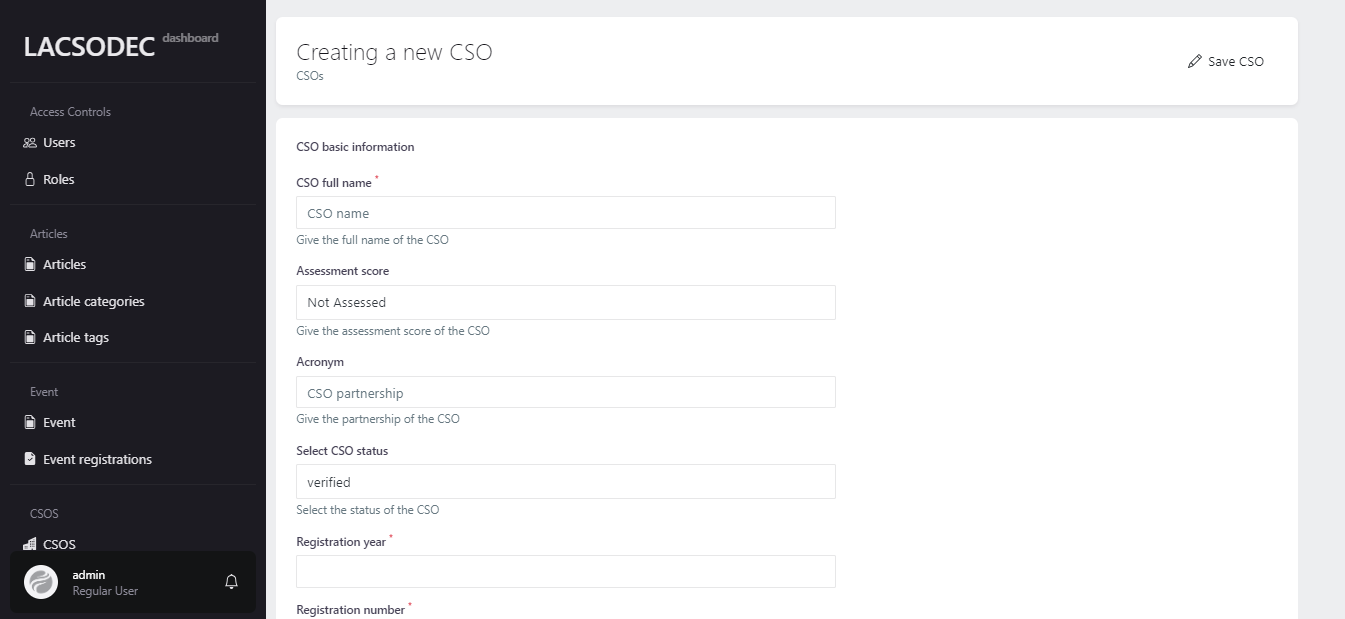 LACSODEC dashboard
Access Controls
Users
Roles
Articles
Articles
Article categories
Article tags
Event
Event
Event registrations
CSOS
CSOS
admin
Regular User
Creating a new CSO
CSOs
Save CSO
CSO basic information
CSO full name *
CSO name
Give the full name of the CSO
Assessment score
Not Assessed
Give the assessment score of the CSO
Acronym
CSO partnership
Give the partnership of the CSO
Select CSO status
verified
Select the status of the CSO
Registration year *
Registration number *